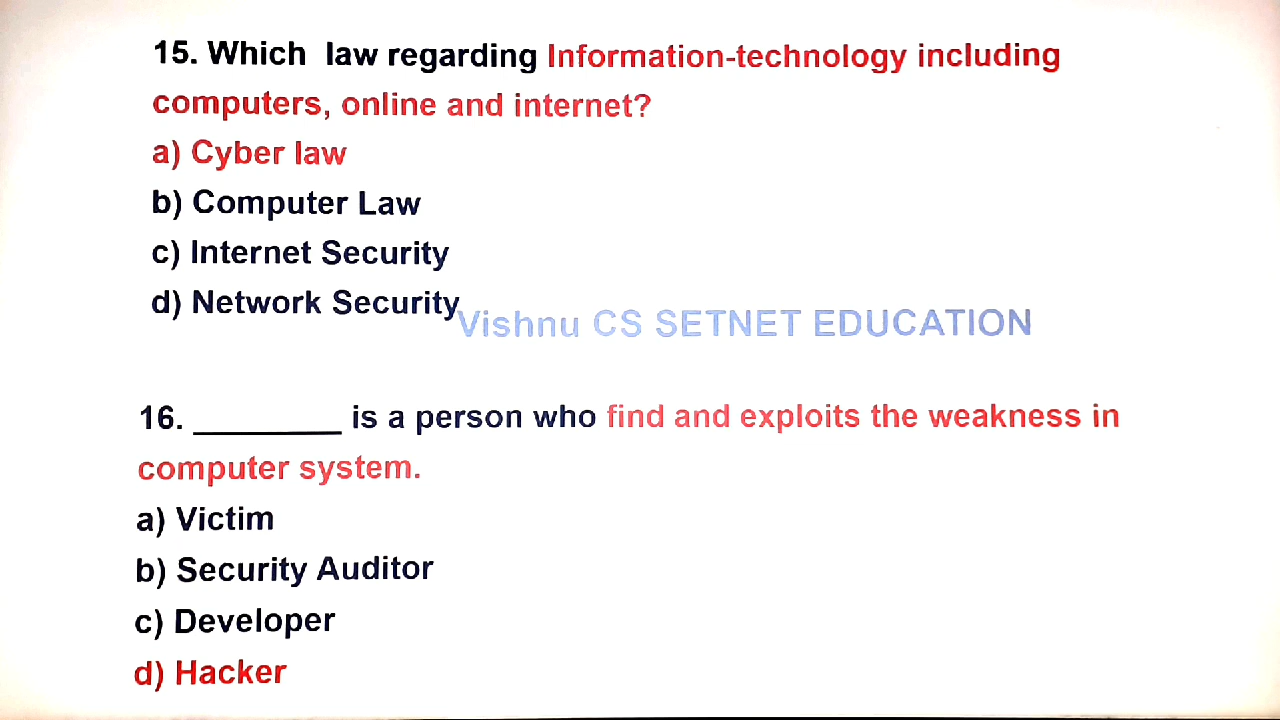 15. Which law regarding Information-technology including
computers, online and internet?
a) Cyber law
b) Computer Law
c) Internet Security
d) Network Security
Vishnu CS SETNET EDUCATION
16. _________ is a person who find and exploits the weakness in
computer system.
a) Victim
b) Security Auditor
c) Developer
d) Hacker